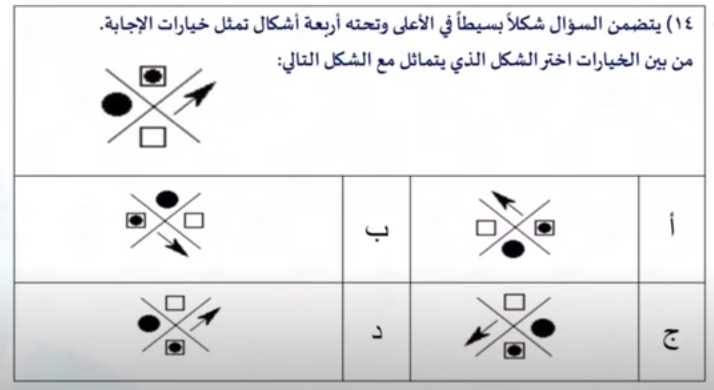 ١٤) يتضمن السؤال شكلاً بسيطاً في الأعلى وتحته أربعة أشكال تمثل خيارات الإجابة.
من بين الخيارات اختر الشكل الذي يتماثل مع الشكل التالي:
أ
ب
ج
د